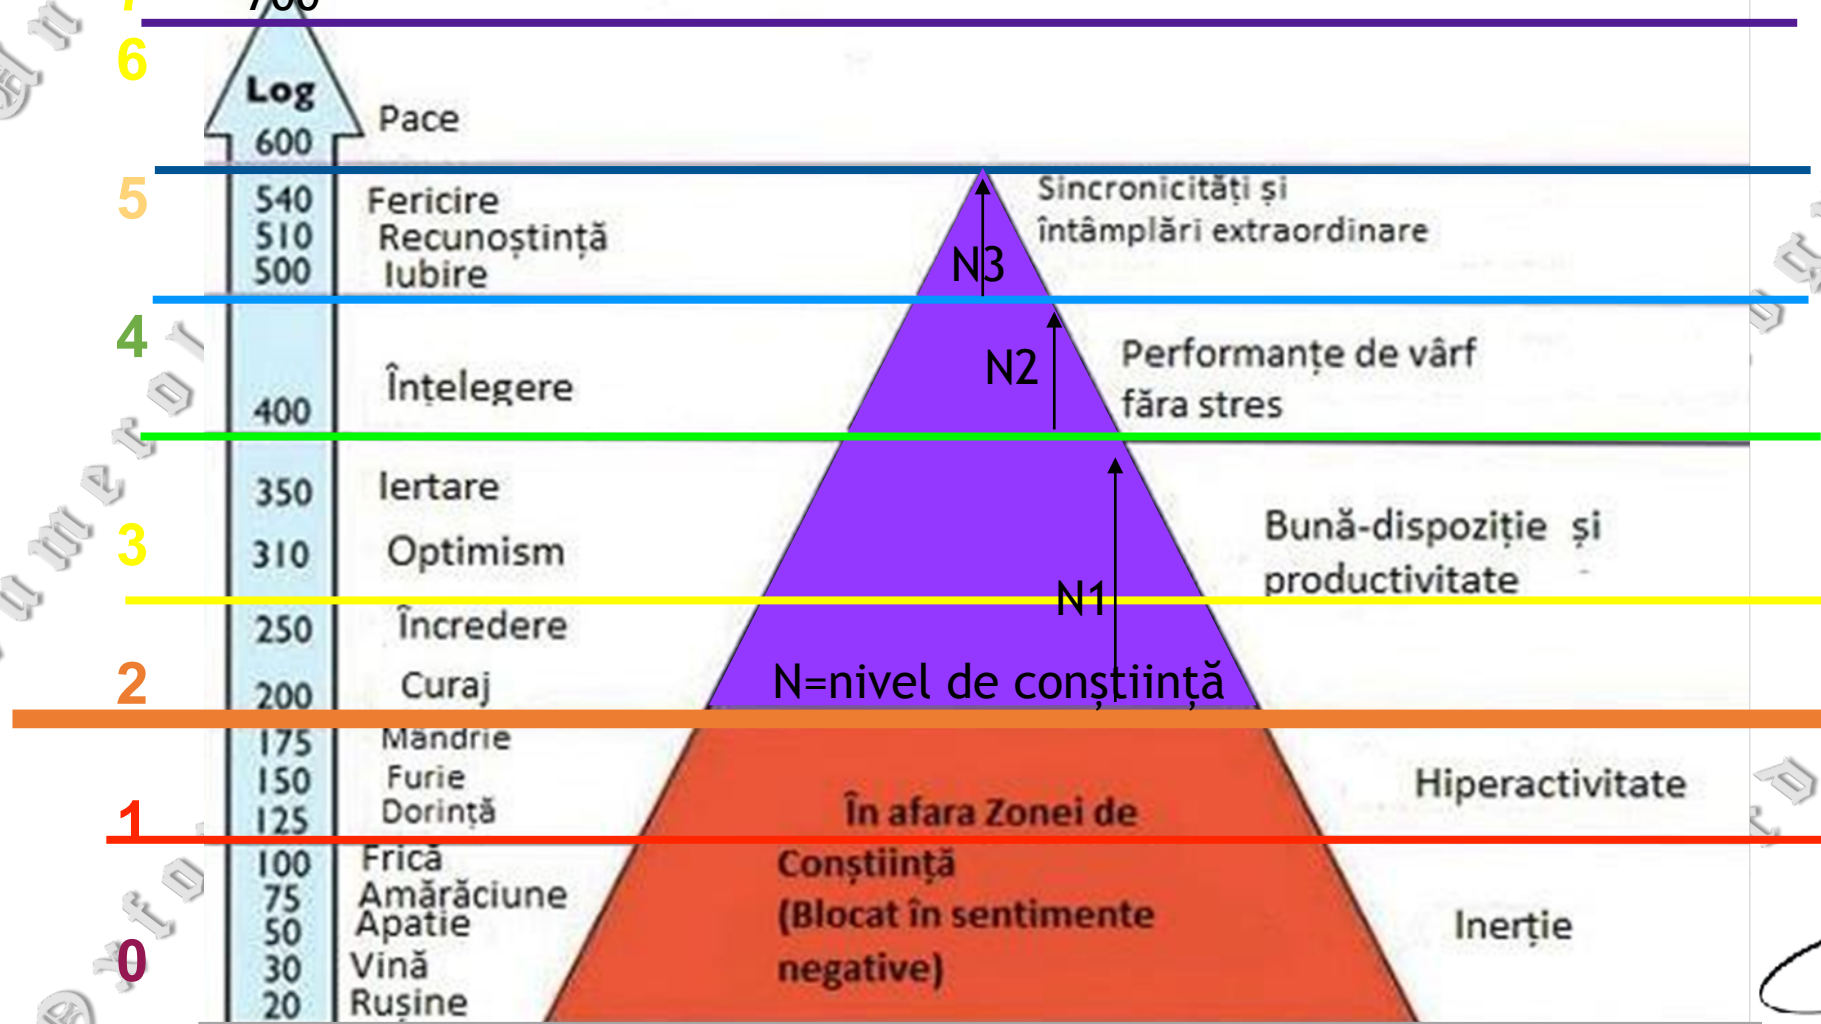 7 700
6
Log
Pace
600
5
540 Fericire
Sincronicități și
510 Recunoștință
întâmplări extraordinare
500 Iubire
N3
4
Performanțe de vârf
N2
Înțelegere
400
făra stres
350 Iertare
Bună-dispoziție și
3
310 Optimism
productivitate
N1
250 Încredere
2
200 Curaj
N=nivel de conștiință
175 Mândrie
150 Furie
Hiperactivitate
125 Dorință
1
În afara Zonei de
100 Frică
Conștiință
75 Amărăciune
50 Apatie
(Blocat în sentimente
Inerție
0
30 Vină
negative)
20 Rușine